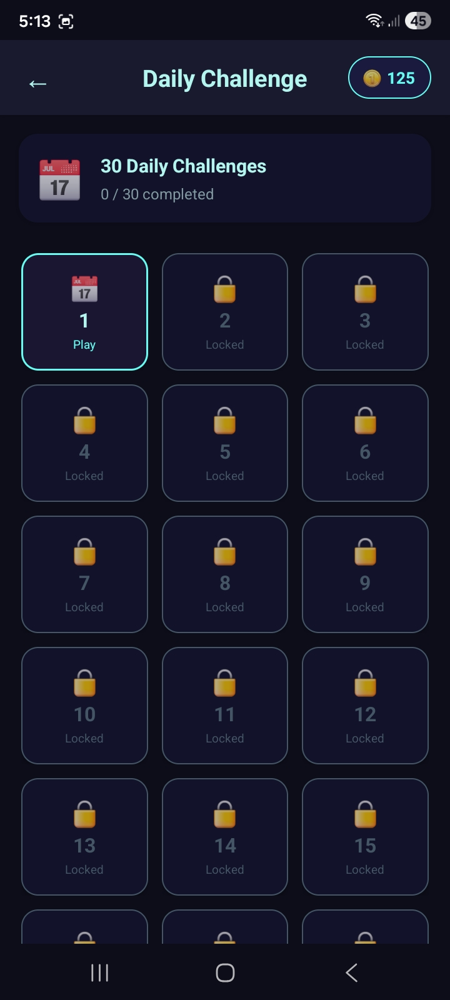 5:13
45
←
Daily Challenge
125
30 Daily Challenges
0 / 30 completed
JUL
17
JUL
17
1
Play
2
Locked
3
Locked
4
Locked
5
Locked
6
Locked
7
Locked
8
Locked
9
Locked
10
Locked
11
Locked
12
Locked
13
Locked
14
Locked
15
Locked